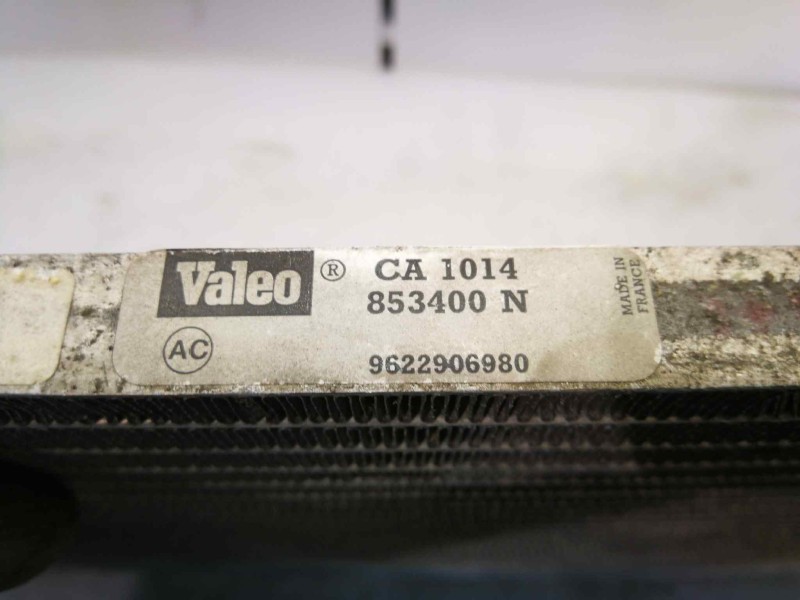 Valeo ® CA 1014
853400 N
AC
9622906980
MADE IN
FRANCE